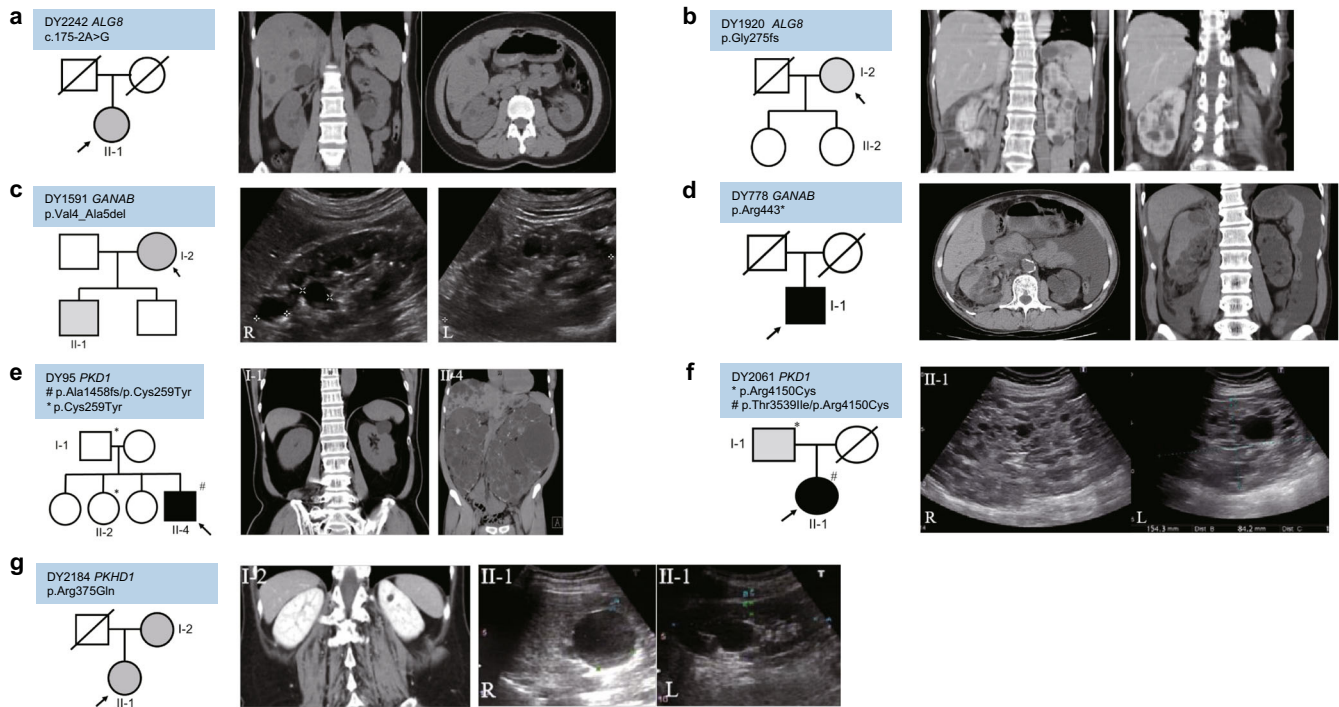 a
DY2242 ALG8
c.175-2A>G
II-1
b
DY1920 ALG8
p.Gly275fs
I-2
II-2
c
DY1591 GANAB
p.Val4_Ala5del
I-2
II-1
R
L
d
DY778 GANAB
p.Arg443*
I-1
e
DY95 PKD1
# p.Ala1458fs/p.Cys259Tyr
* p.Cys259Tyr
I-1
*
*
#
II-2
II-4
I-1
II-4
A
f
DY2061 PKD1
* p.Arg4150Cys
# p.Thr3539Ile/p.Arg4150Cys
I-1
*
#
II-1
II-1
R
L
154.3 mm Dist B 84.2 mm Dist C
g
DY2184 PKHD1
p.Arg375Gln
I-2
II-1
I-2
II-1
R
II-1
T
L